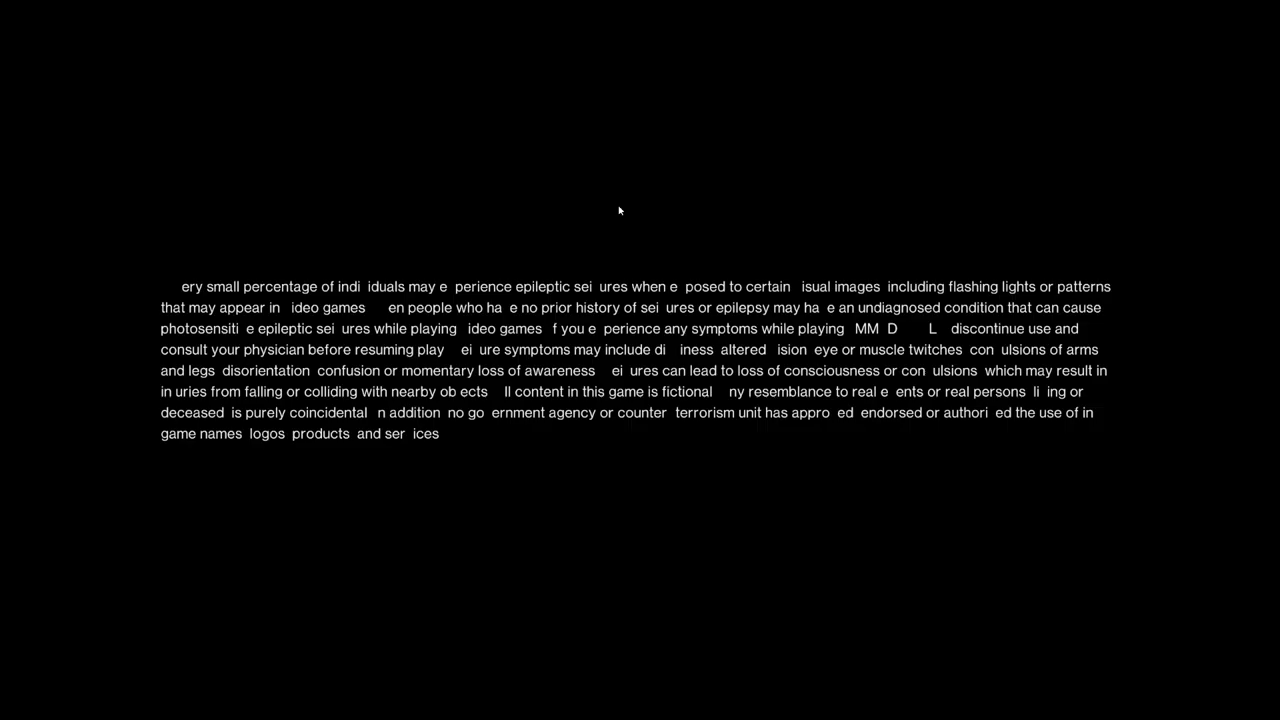 ery small percentage of indi iduals may e perience epileptic sei ures when e posed to certain isual images including flashing lights or patterns
that may appear in ideo games en people who ha e no prior history of sei ures or epilepsy may ha e an undiagnosed condition that can cause
photosensiti e epileptic sei ures while playing ideo games f you e perience any symptoms while playing MM D L discontinue use and
consult your physician before resuming play ei ure symptoms may include di iness altered ision eye or muscle twitches con ulsions of arms
and legs disorientation confusion or momentary loss of awareness ei ures can lead to loss of consciousness or con ulsions which may result in
in uries from falling or colliding with nearby ob ects ll content in this game is fictional ny resemblance to real e ents or real persons li ing or
deceased is purely coincidental n addition no go ernment agency or counter terrorism unit has appro ed endorsed or authori ed the use of in
game names logos products and ser ices